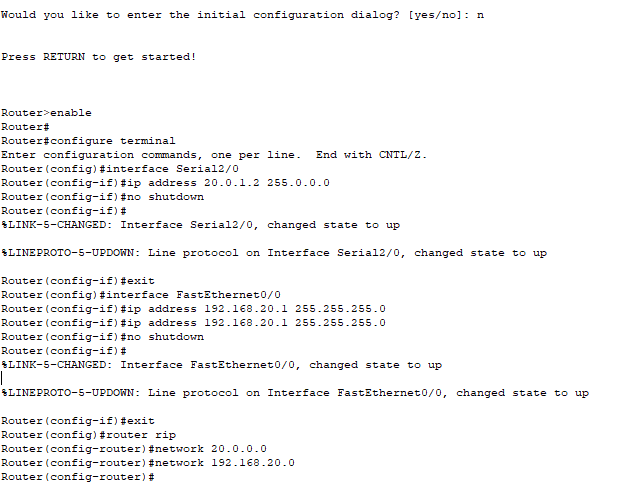 Would you like to enter the initial configuration dialog? [yes/no]: n
Press RETURN to get started!
Router>enable
Router#
Router#configure terminal
Enter configuration commands, one per line.  End with CNTL/Z.
Router(config)#interface Serial2/0
Router(config-if)#ip address 20.0.1.2 255.0.0.0
Router(config-if)#no shutdown
Router(config-if)#
%LINK-5-CHANGED: Interface Serial2/0, changed state to up
%LINEPROTO-5-UPDOWN: Line protocol on Interface Serial2/0, changed state to up
Router(config-if)#exit
Router(config)#interface FastEthernet0/0
Router(config-if)#ip address 192.168.20.1 255.255.255.0
Router(config-if)#ip address 192.168.20.1 255.255.255.0
Router(config-if)#no shutdown
Router(config-if)#
%LINK-5-CHANGED: Interface FastEthernet0/0, changed state to up
%LINEPROTO-5-UPDOWN: Line protocol on Interface FastEthernet0/0, changed state to up
Router(config-if)#exit
Router(config)#router rip
Router(config-router)#network 20.0.0.0
Router(config-router)#network 192.168.20.0
Router(config-router)#